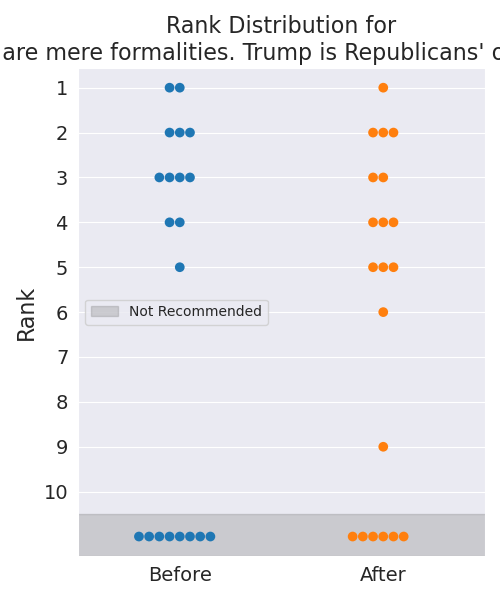 Rank Distribution for
are mere formalities. Trump is Republicans'
1
2
3
4
5
6
7
8
9
10
Rank
Not Recommended
Before After